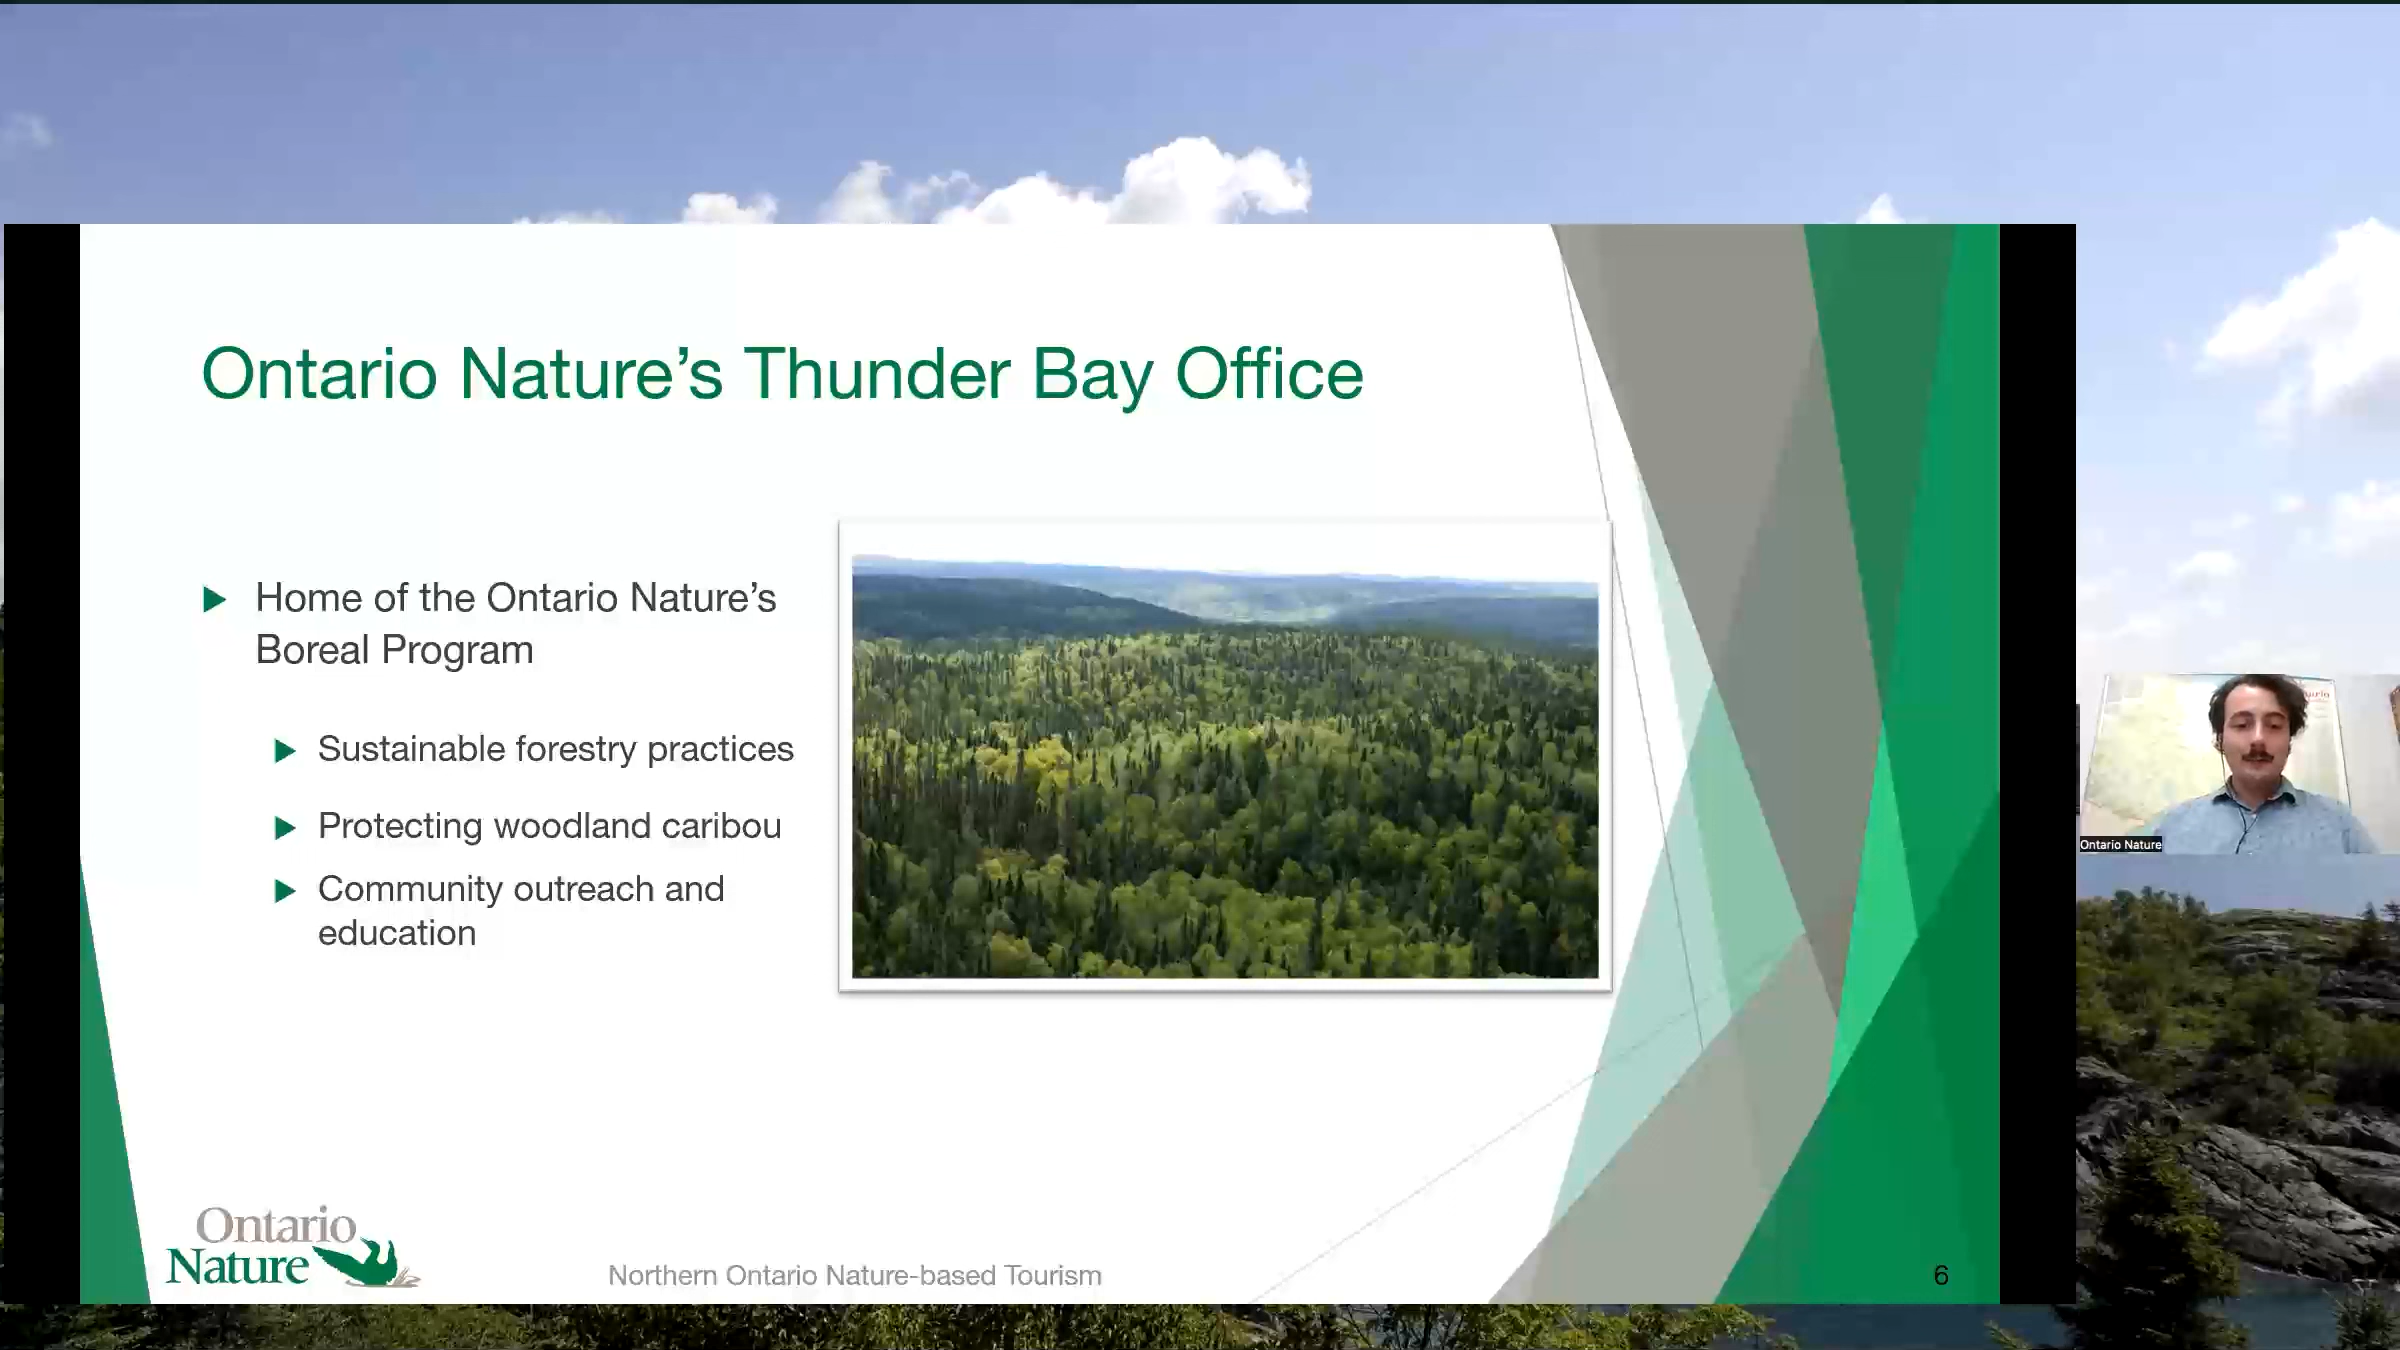 Ontario Nature’s Thunder Bay Office
Home of the Ontario Nature’s
Boreal Program
Sustainable forestry practices
Protecting woodland caribou
Community outreach and
education
Ontario
Nature
Northern Ontario Nature-based Tourism
6
Ontario Nature